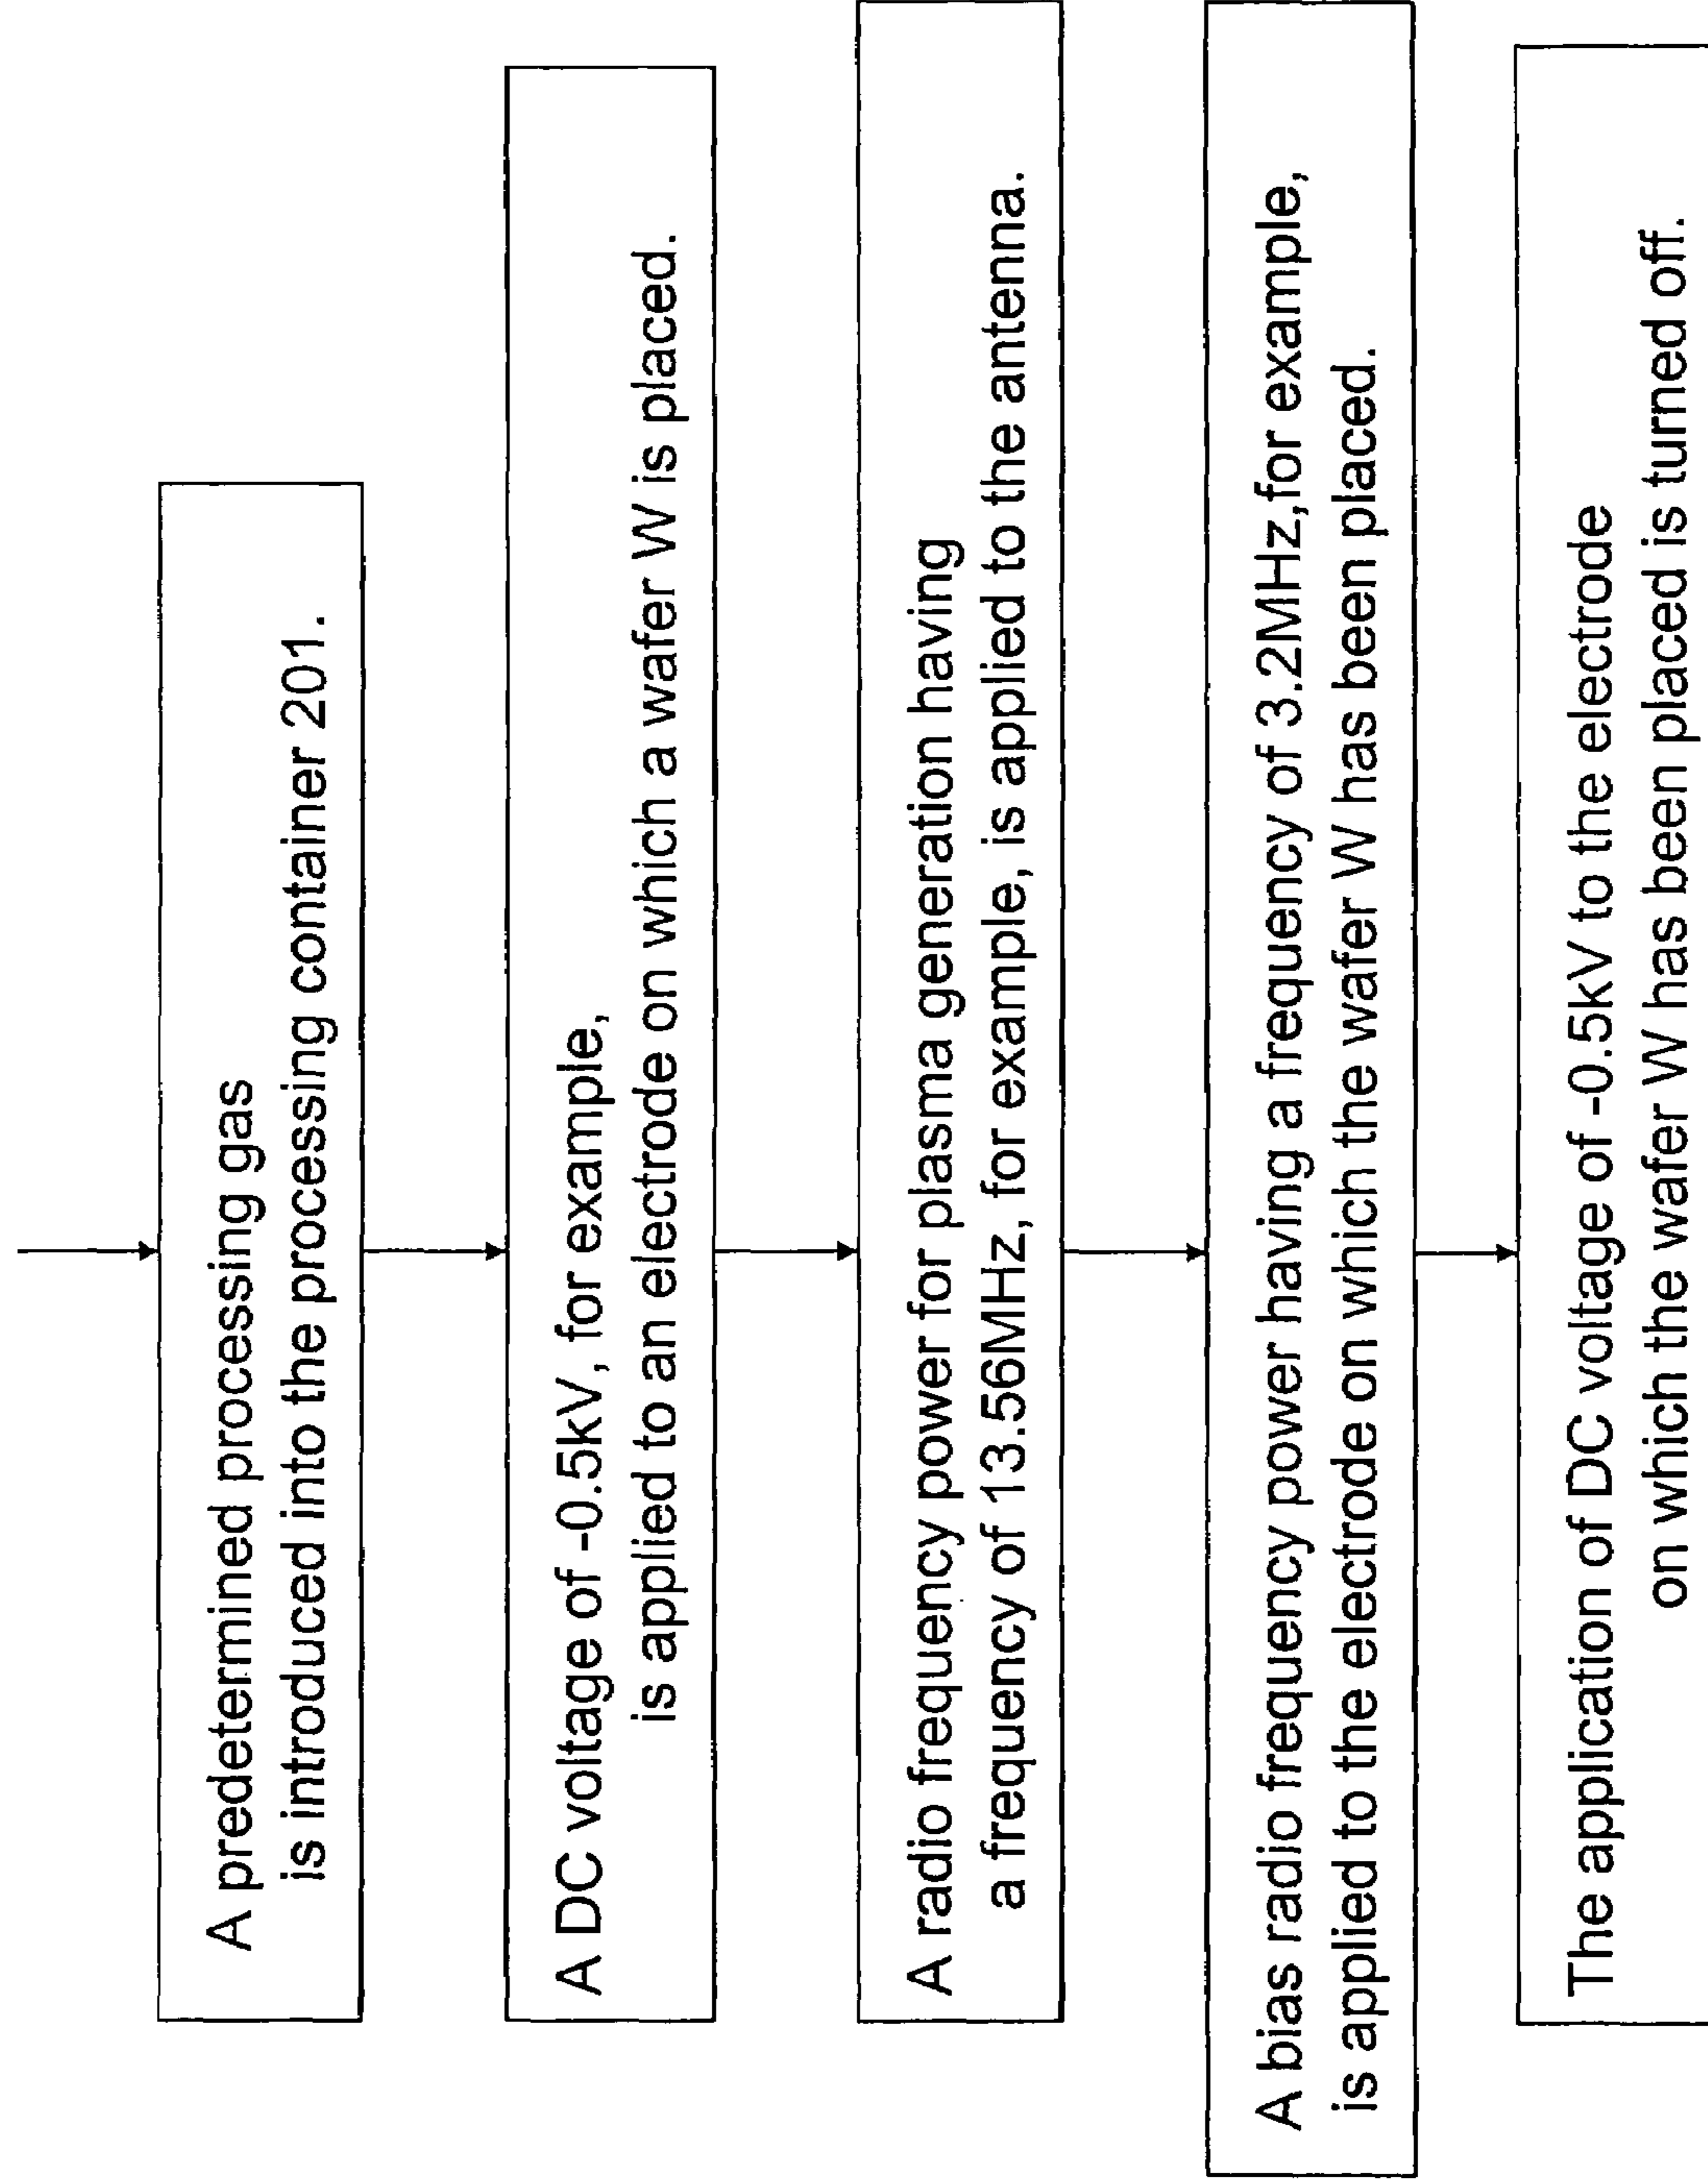 A predetermined processing gas
is introduced into the processing container 201.
A DC voltage of -0.5kV, for example,
is applied to an electrode on which a wafer W is placed.
A radio frequency power for plasma generation having
a frequency of 13.56MHz, for example, is applied to the antenna.
A bias radio frequency power having a frequency of 3.2MHz,for example,
is applied to the electrode on which the wafer W has been placed.
The application of DC voltage of -0.5kV to the electrode
on which the wafer W has been placed is turned off.